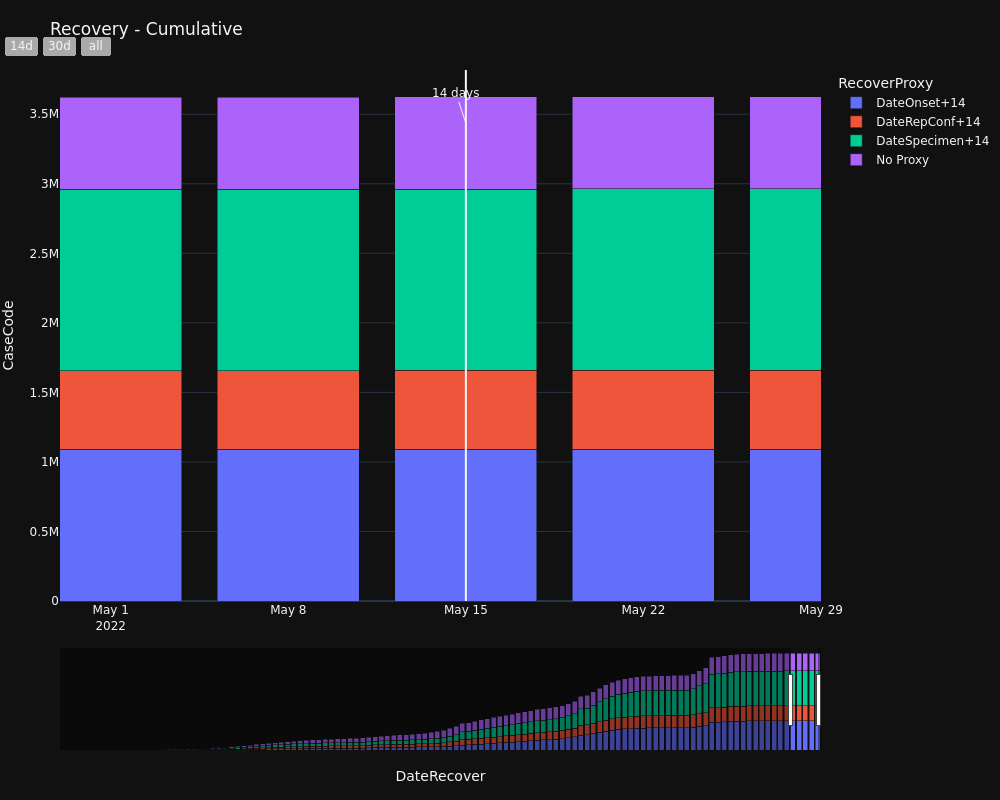 Recovery - Cumulative
14d 30d all
14 days
RecoverProxy
DateOnset+14
DateRepConf+14
DateSpecimen+14
No Proxy
CaseCode
3.5M
3M
2.5M
2M
1.5M
1M
0.5M
0
May 1 May 8 May 15 May 22 May 29
2022
DateRecover